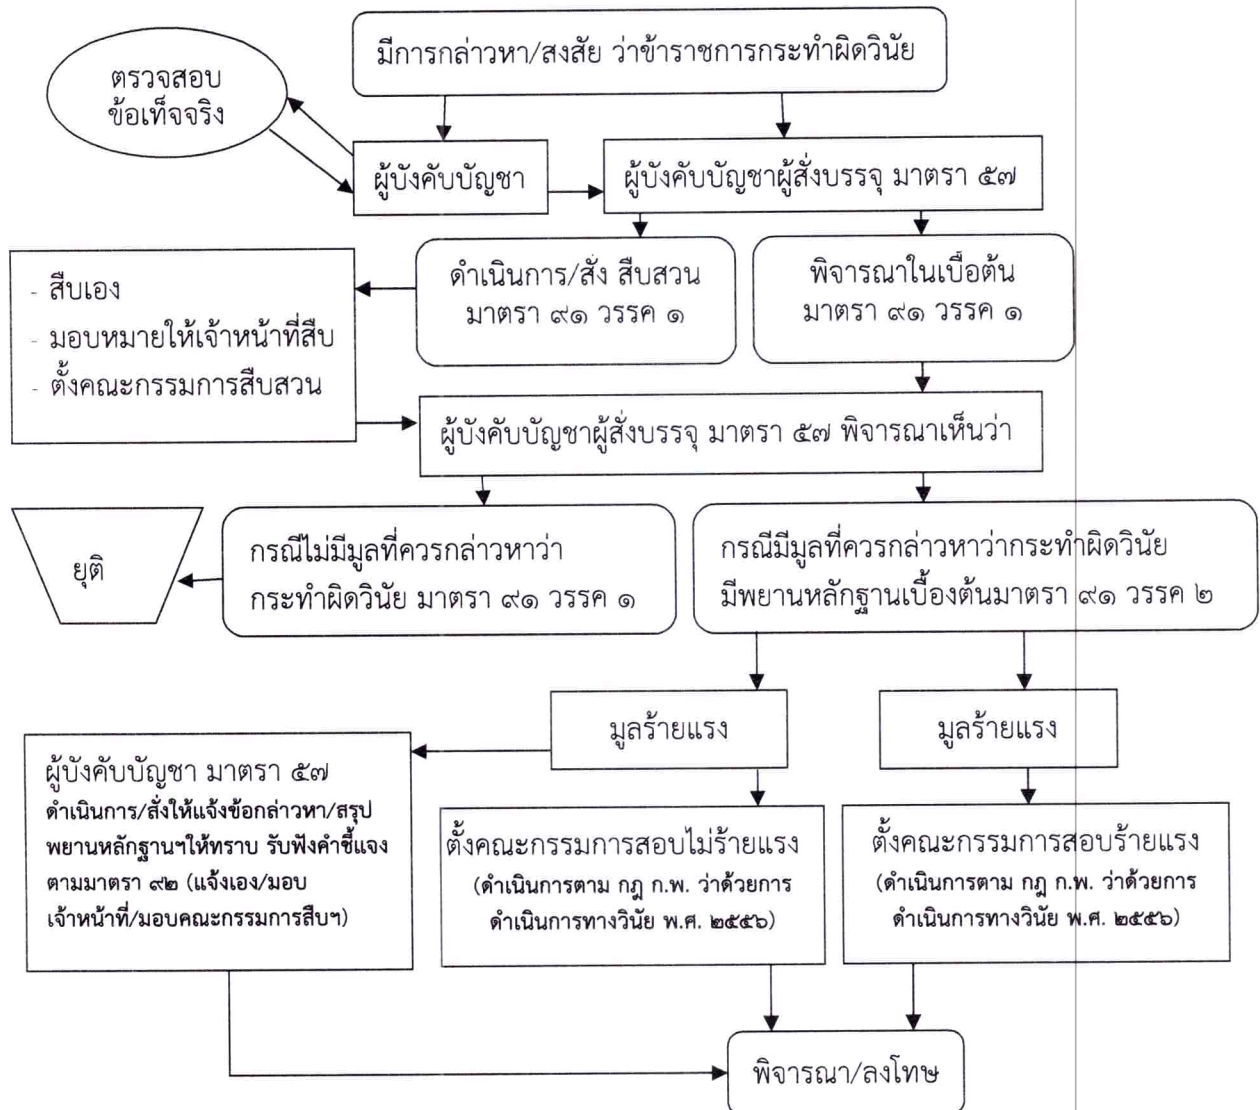 มีการกล่าวหา/สงสัย ว่าข้าราชการกระทำผิดวินัย
ตรวจสอบ
ข้อเท็จจริง
ผู้บังคับบัญชา
ผู้บังคับบัญชาผู้สั่งบรรจุ มาตรา ๕๗
- สืบเอง
- มอบหมายให้เจ้าหน้าที่สืบ
- ตั้งคณะกรรมการสืบสวน
ดำเนินการ/สั่ง สืบสวน
มาตรา ๙๑ วรรค ๑
พิจารณาในเบื่อต้น
มาตรา ๙๑ วรรค ๑
ผู้บังคับบัญชาผู้สั่งบรรจุ มาตรา ๕๗ พิจารณาเห็นว่า
ยุติ
กรณีไม่มีมูลที่ควรกล่าวหาว่า
กระทำผิดวินัย มาตรา ๙๑ วรรค ๑
กรณีมีมูลที่ควรกล่าวหาว่ากระทำผิดวินัย
มีพยานหลักฐานเบื้องต้นมาตรา ๙๑ วรรค ๒
มูลร้ายแรง
มูลร้ายแรง
ผู้บังคับบัญชา มาตรา ๕๗
ดำเนินการ/สั่งให้แจ้งข้อกล่าวหา/สรุป
พยานหลักฐานฯให้ทราบ รับฟังคำชี้แจง
ตามมาตรา ๙๒ (แจ้งเอง/มอบ
เจ้าหน้าที่/มอบคณะกรรมการสืบฯ)
ตั้งคณะกรรมการสอบไม่ร้ายแรง
(ดำเนินการตาม กฎ ก.พ. ว่าด้วยการ
ดำเนินการทางวินัย พ.ศ. ๒๕๕๖)
ตั้งคณะกรรมการสอบร้ายแรง
(ดำเนินการตาม กฎ ก.พ. ว่าด้วยการ
ดำเนินการทางวินัย พ.ศ. ๒๕๕๖)
พิจารณา/ลงโทษ